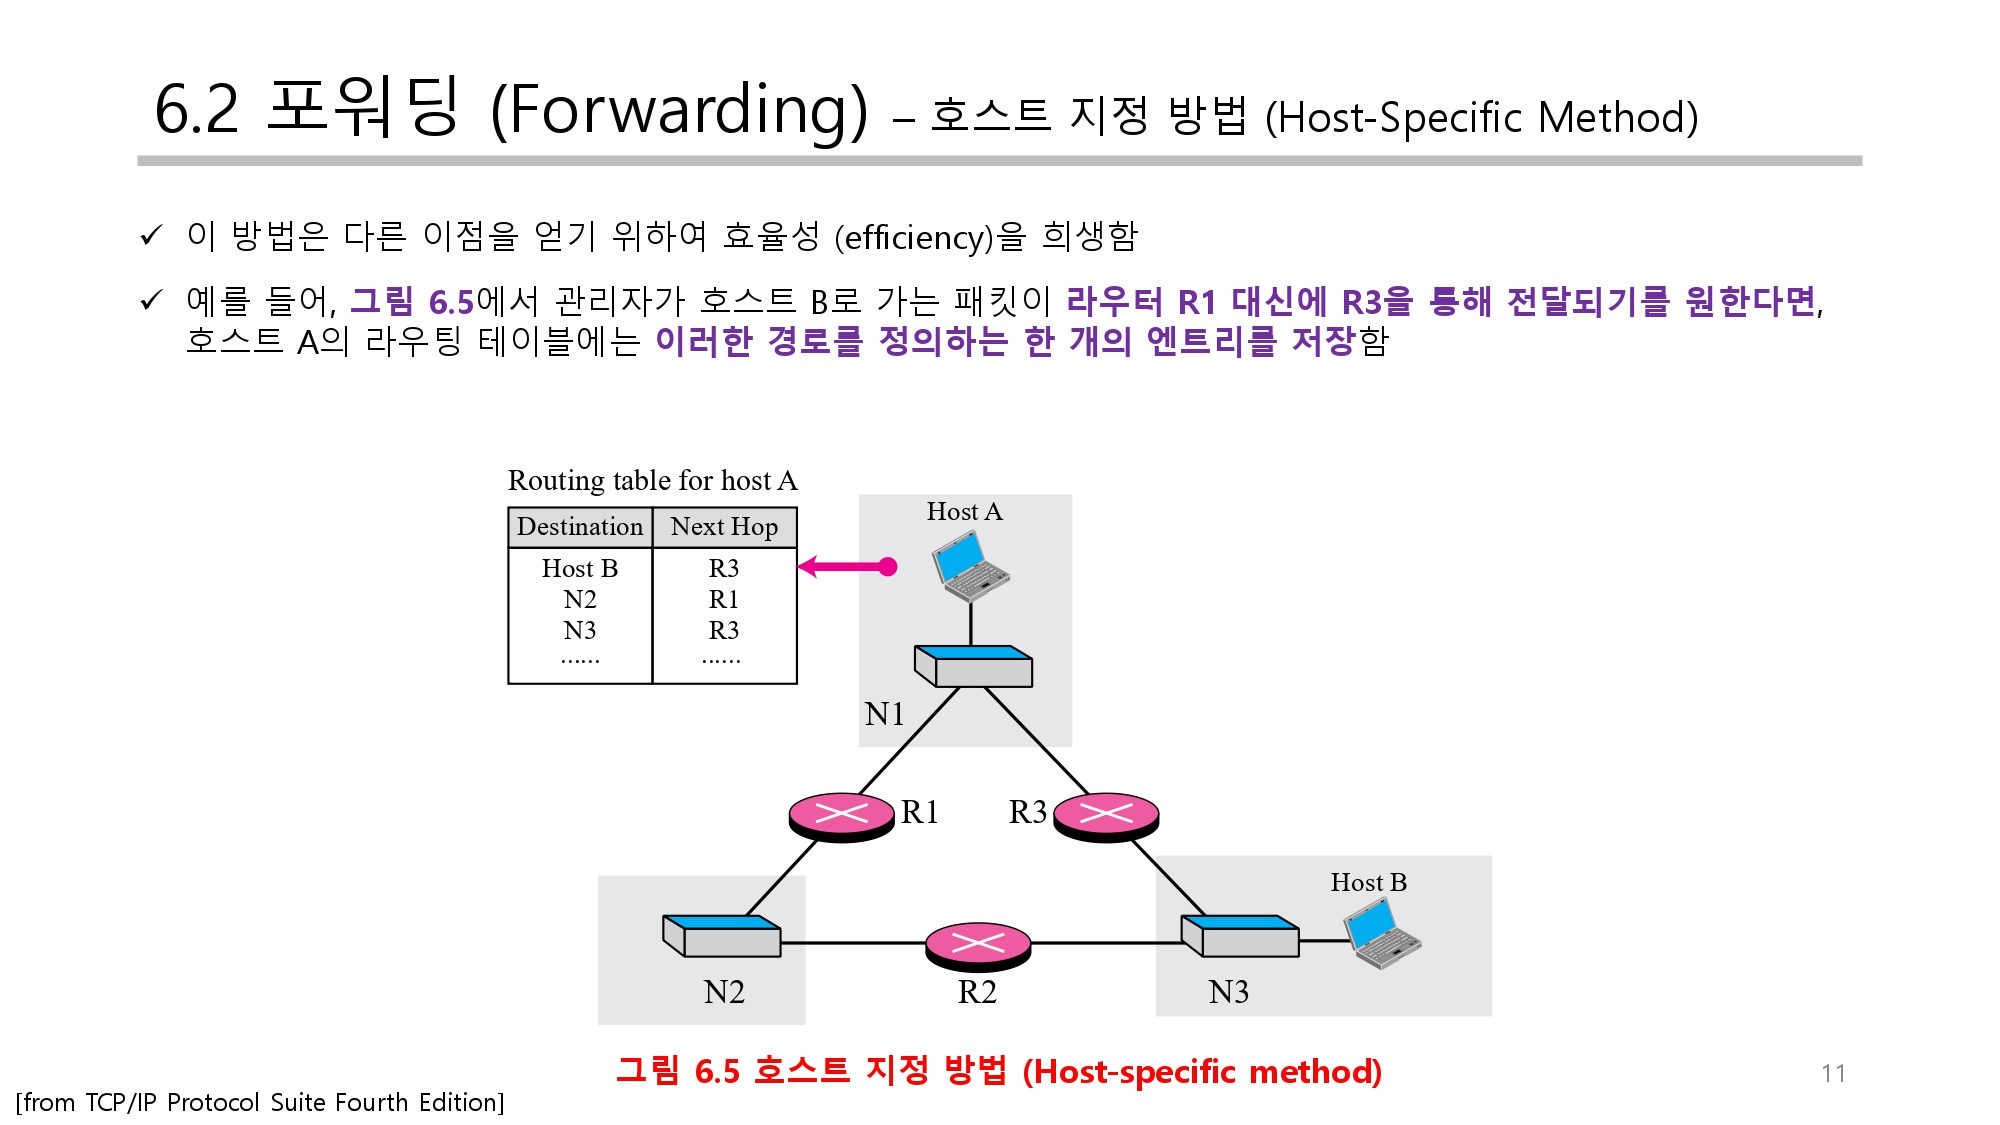 6.2 포워딩 (Forwarding) – 호스트 지정 방법 (Host-Specific Method)
✓ 이 방법은 다른 이점을 얻기 위하여 효율성 (efficiency)을 희생함
✓ 예를 들어, 그림 6.5에서 관리자가 호스트 B로 가는 패킷이 라우터 R1 대신에 R3을 통해 전달되기를 원한다면,
호스트 A의 라우팅 테이블에는 이러한 경로를 정의하는 한 개의 엔트리를 저장함
Routing table for host A
Destination Next Hop
Host B R3
N2 R1
N3 R3
...... ......
Host A
N1
R1 R3
Host B
N2 R2 N3
그림 6.5 호스트 지정 방법 (Host-specific method)
11
[from TCP/IP Protocol Suite Fourth Edition]